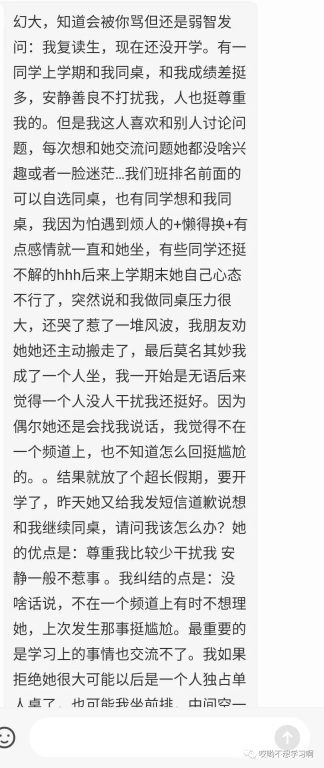 幻大，知道会被你骂但还是弱智发
问：我复读生，现在还没开学。有一
同学上学期和我同桌，和我成绩差挺
多，安静善良不打扰我，人也挺尊重
我的。但是我这人喜欢和别人讨论问
题，每次想和她交流问题她都没啥兴
趣或者一脸迷茫…我们班排名前面的
可以自选同桌，也有同学想和我同
桌，我因为怕遇到烦人的+懒得换+有
点感情就一直和她坐，有些同学还挺
不解的hhh后来上学期末她自己心态
不行了，突然说和我做同桌压力很
大，还哭了惹了一堆风波，我朋友劝
她她还主动搬走了，最后莫名其妙我
成了一个人坐，我一开始是无语后来
觉得一个人没人干扰我还挺好。因为
偶尔她还是会找我说话，我觉得不在
一个频道上，也不知道怎么回挺尴尬
的。。结果就放了个超长假期，要开
学了，昨天她又给我发短信道歉说想
和我继续同桌，请问我该怎么办？她
的优点是：尊重我比较少干扰我 安
静一般不惹事 。我纠结的点是：没
啥话说，不在一个频道上有时不想理
她，上次发生那事挺尴尬。最重要的
是学习上的事情也交流不了。我如果
拒绝她很大可能以后是一个人独占单
人桌了，也可能我坐前排，中间空一
哎哟不想学习啊